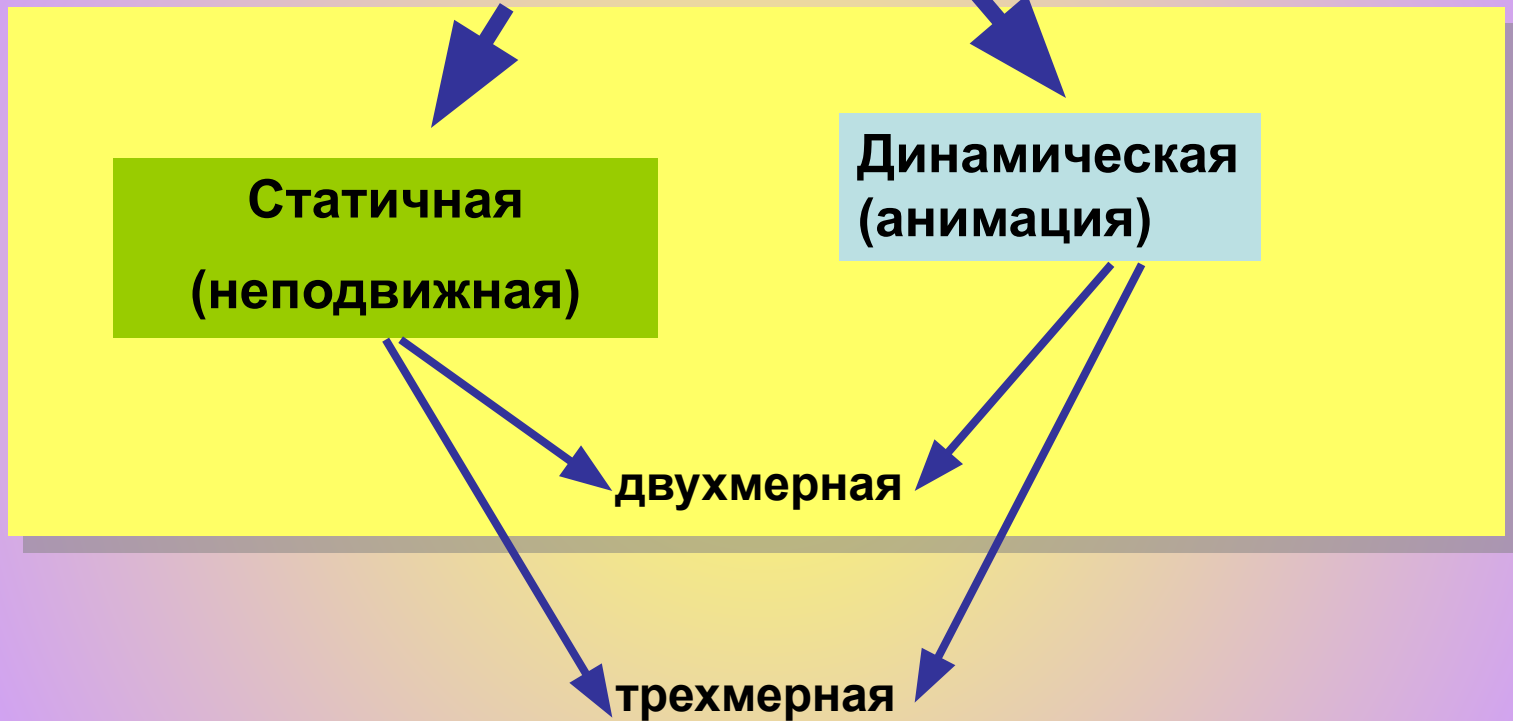 Статичная
(неподвижная)
Динамическая
(анимация)
двухмерная
трехмерная